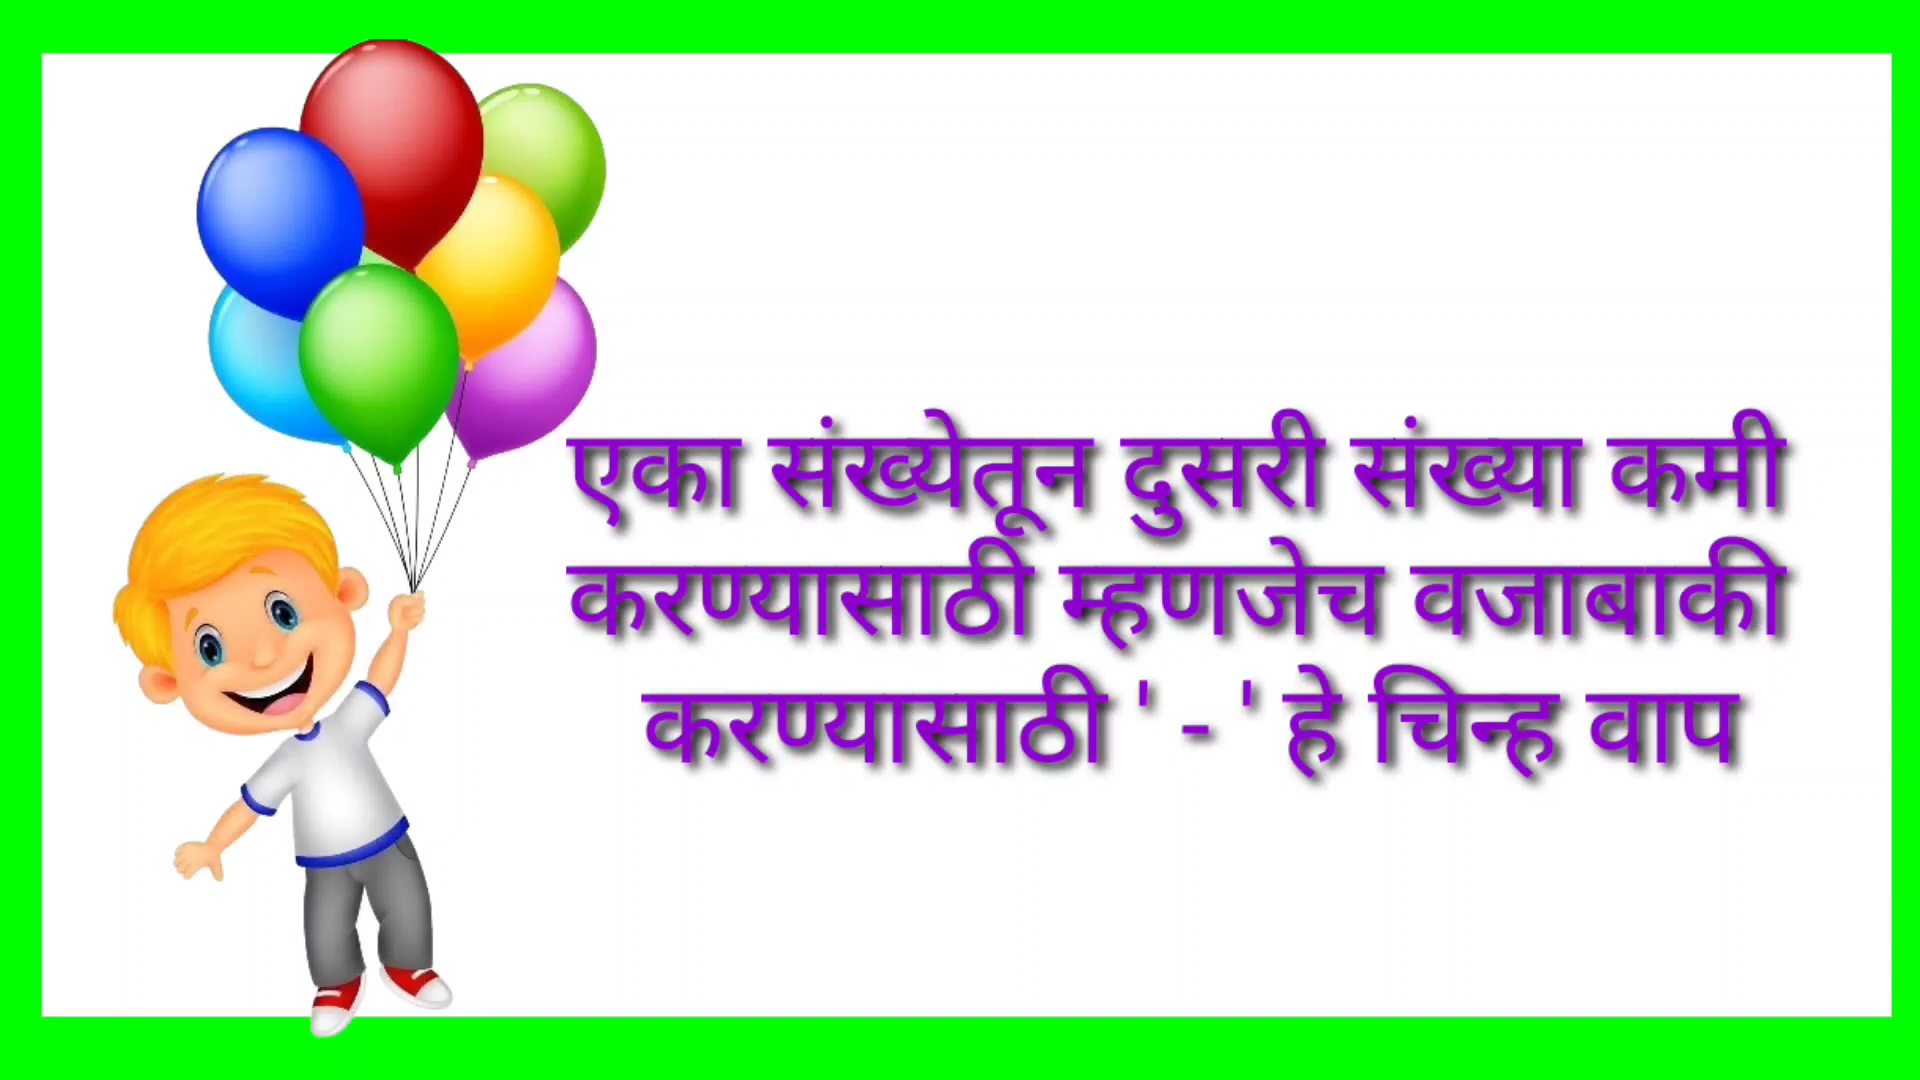 एका संख्येतून दुसरी संख्या कमी
करण्यासाठी म्हणजेच वजाबाकी
करण्यासाठी ' - ' हे चिन्ह वाप